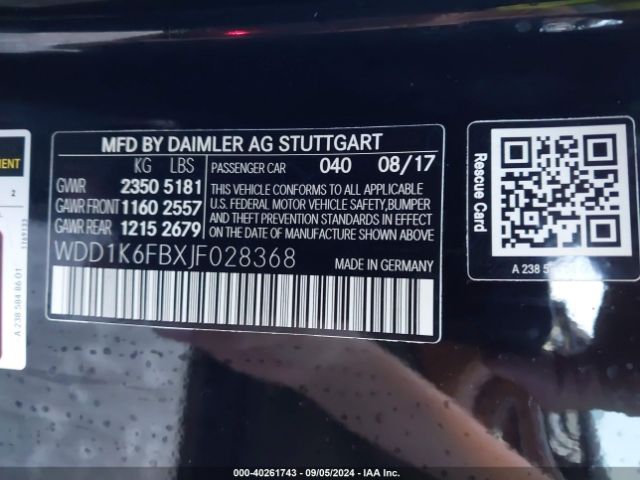 MFD BY DAIMLER AG STUTTGART
KG LBS
PASSENGER CAR 040 08/17
GVWR 2350 5181
GAWR FRONT 1160 2557
GAWR REAR 1215 2679
THIS VEHICLE CONFORMS TO ALL APPLICABLE
U.S. FEDERAL MOTOR VEHICLE SAFETY,BUMPER
AND THEFT PREVENTION STANDARDS IN EFFECT
ON THE DATE OF MANUFACTURE SHOWN ABOVE.
WDD1K6FBXJF028368
MADE IN GERMANY
Rescue Card
A 238
2
A 238 584 86 01
000-40261743 - 09/05/2024 - IAA Inc.